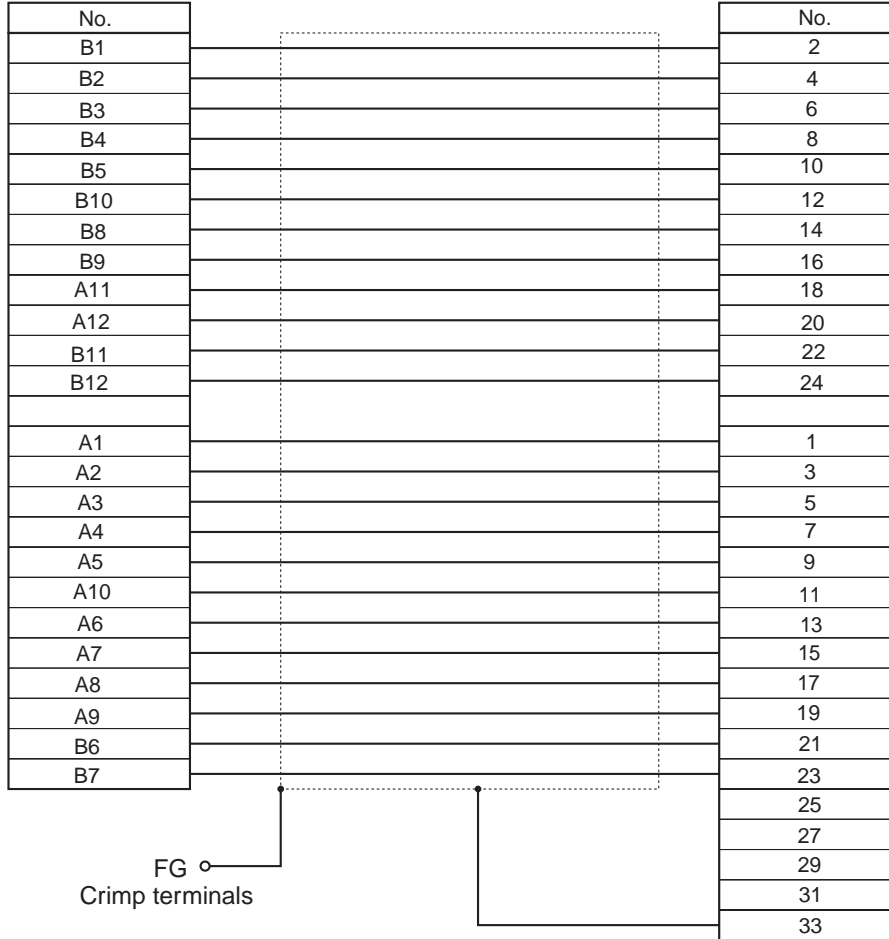 No. No.
B1 2
B2 4
B3 6
B4 8
B5 10
B10 12
B8 14
B9 16
A11 18
A12 20
B11 22
B12 24
A1 1
A2 3
A3 5
A4 7
A5 9
A10 11
A6 13
A7 15
A8 17
A9 19
B6 21
B7 23
25
27
FG 29
Crimp terminals 31
33